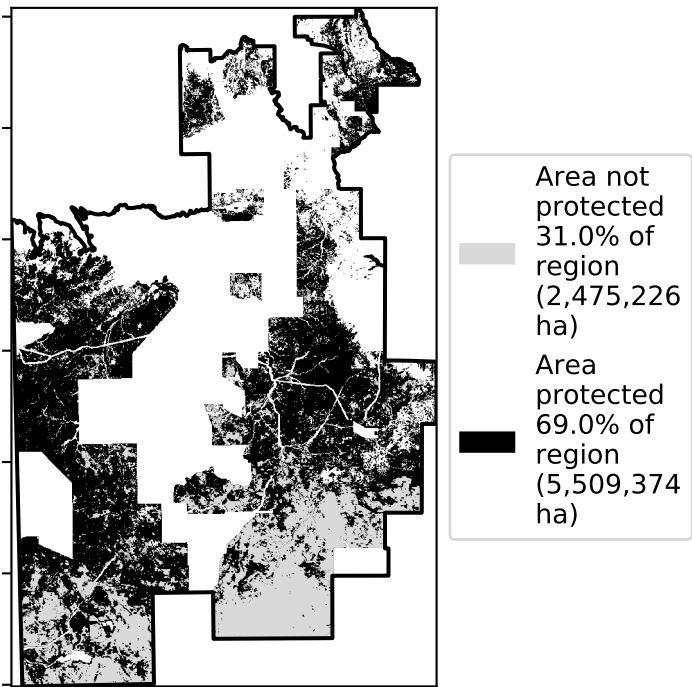 Area not
protected
31.0% of
region
(2,475,226
ha)
Area
protected
69.0% of
region
(5,509,374
ha)